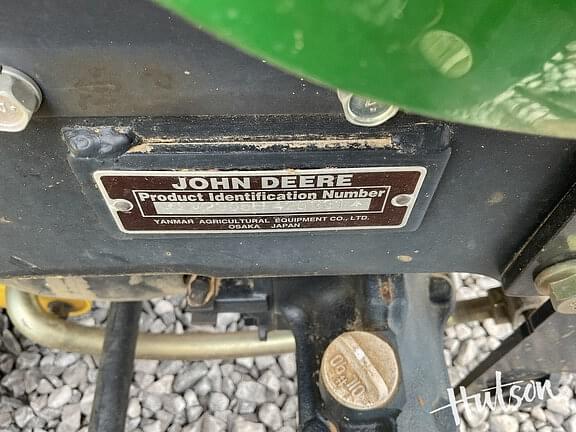 JOHN DEERE
Product Identification Number
YANMAR AGRICULTURAL EQUIPMENT CO., LTD.
OSAKA JAPAN
Hutson